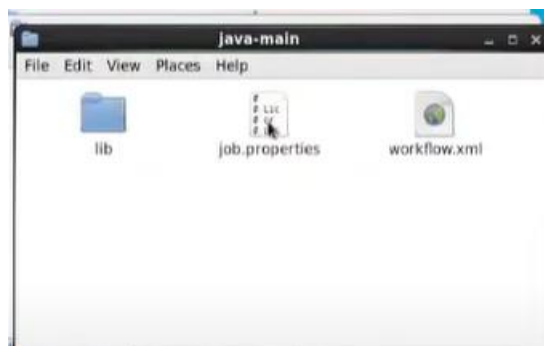 java-main
File Edit View Places Help
lib job.properties workflow.xml